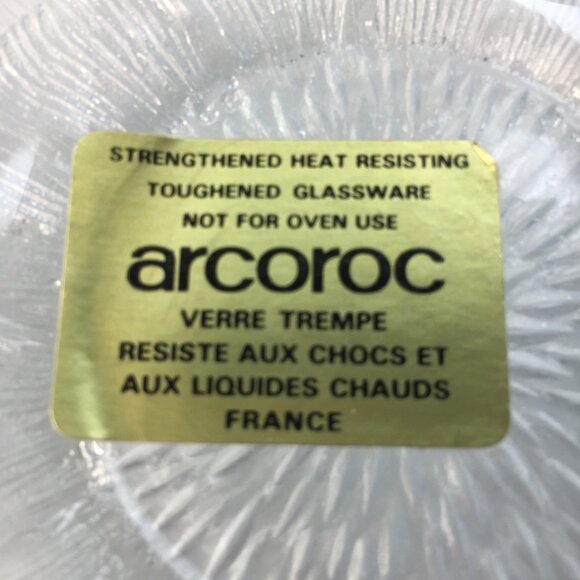 STRENGTHENED HEAT RESISTING
TOUGHENED GLASSWARE
NOT FOR OVEN USE
arcoroc
VERRE TREMPE
RESISTE AUX CHOCS ET
AUX LIQUIDES CHAUDS
FRANCE